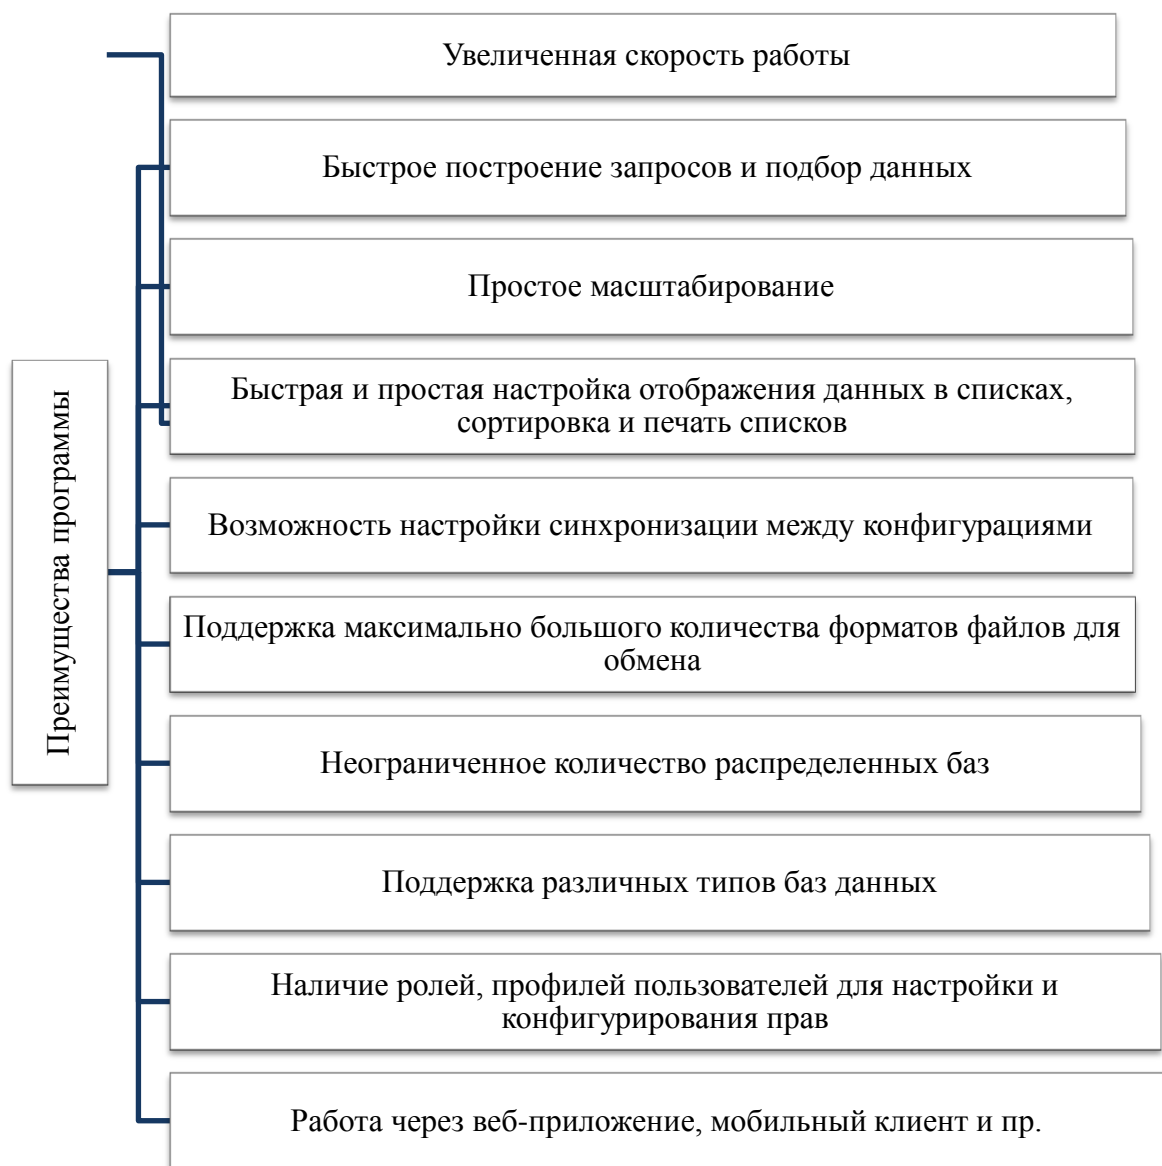 Преимущества программы
Увеличенная скорость работы
Быстрое построение запросов и подбор данных
Простое масштабирование
Быстрая и простая настройка отображения данных в списках,
сортировка и печать списков
Возможность настройки синхронизации между конфигурациями
Поддержка максимально большого количества форматов файлов для
обмена
Неограниченное количество распределенных баз
Поддержка различных типов баз данных
Наличие ролей, профилей пользователей для настройки и
конфигурирования прав
Работа через веб-приложение, мобильный клиент и пр.